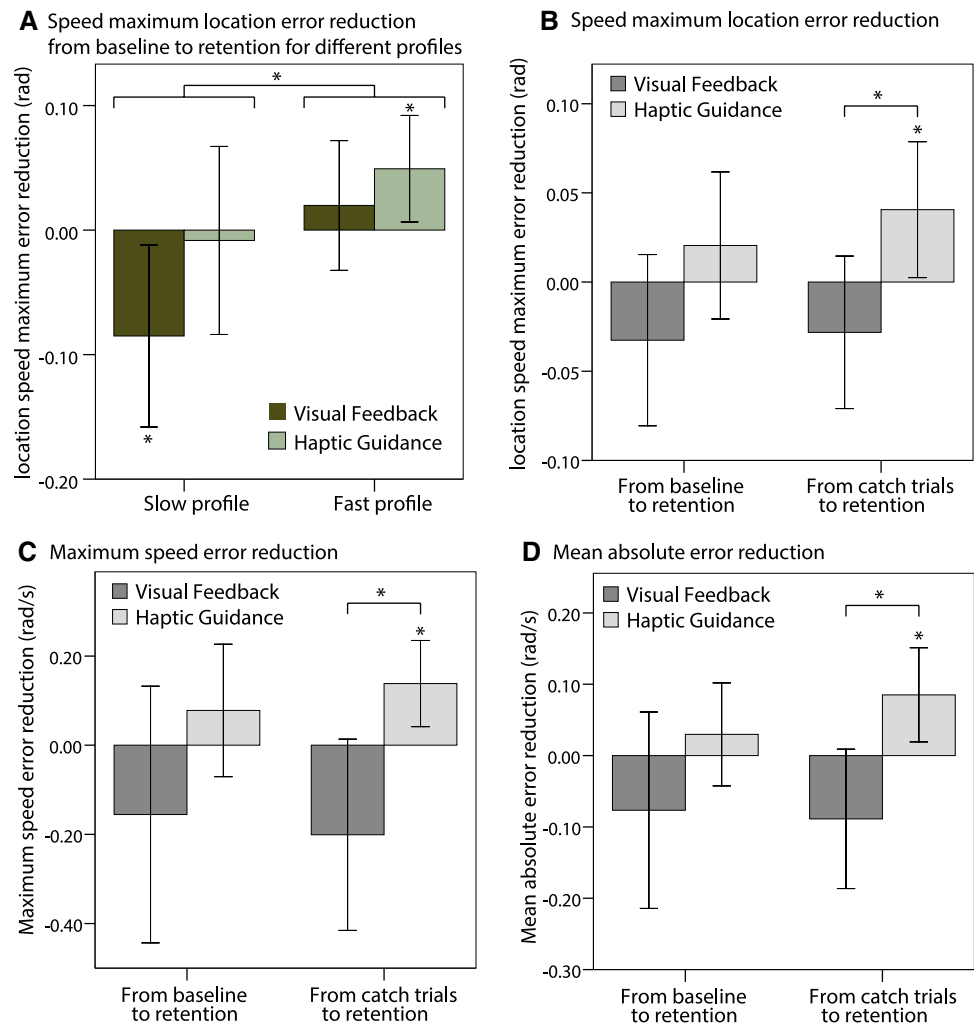 A Speed maximum location error reduction
from baseline to retention for different profiles
location speed maximum error reduction (rad)
0.10
0.00
-0.10
-0.20
*
*
*
Visual Feedback
Haptic Guidance
Slow profile
Fast profile
B Speed maximum location error reduction
location speed maximum error reduction (rad)
0.10
0.05
0.00
-0.05
-0.10
Visual Feedback
Haptic Guidance
*
*
From baseline
to retention
From catch trials
to retention
C Maximum speed error reduction
Maximum speed error reduction (rad/s)
0.20
0.00
-0.20
-0.40
Visual Feedback
Haptic Guidance
*
*
From baseline
to retention
From catch trials
to retention
D Mean absolute error reduction
Mean absolute error reduction (rad/s)
0.20
0.10
0.00
-0.10
-0.20
-0.30
Visual Feedback
Haptic Guidance
*
*
From baseline
to retention
From catch trials
to retention